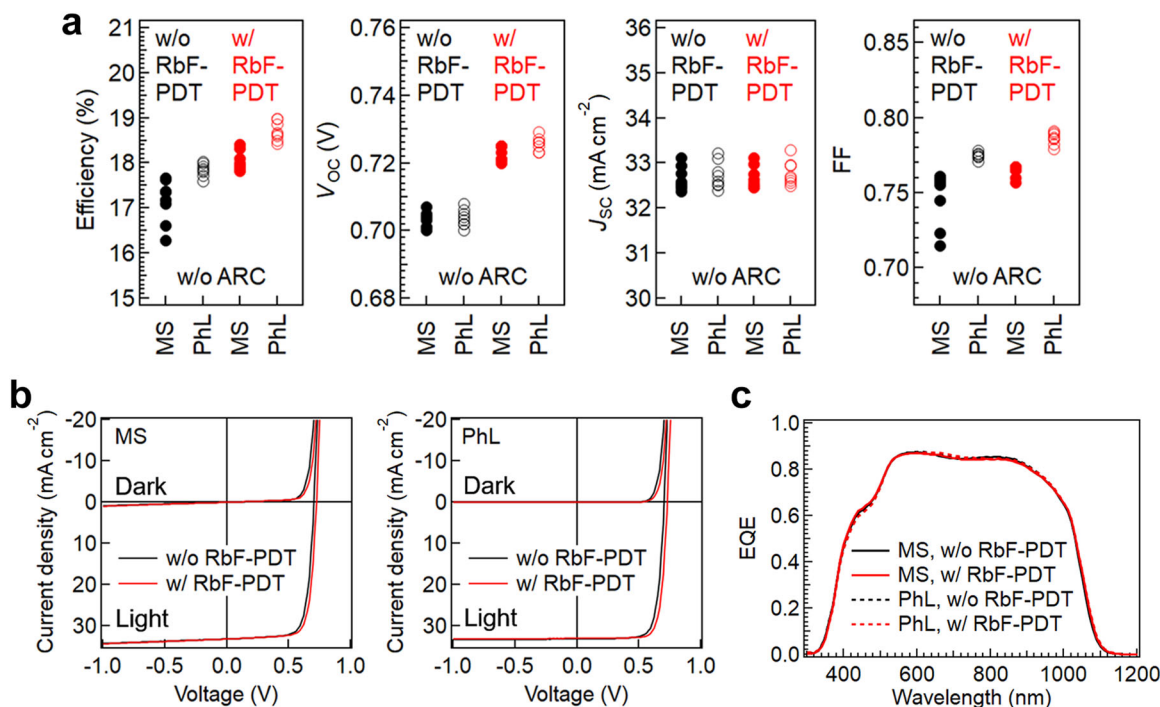 a
21
20
19
18
17
16
15
Efficiency (%)
w/o
RbF-
PDT
w/
RbF-
PDT
w/o ARC
MS
PhL
MS
PhL
0.76
0.74
0.72
0.70
0.68
VOC (V)
w/o
RbF-
PDT
w/
RbF-
PDT
w/o ARC
MS
PhL
MS
PhL
36
35
34
33
32
31
30
JSC (mA cm−2)
w/o
RbF-
PDT
w/
RbF-
PDT
w/o ARC
MS
PhL
MS
PhL
0.85
0.80
0.75
0.70
FF
w/o
RbF-
PDT
w/
RbF-
PDT
w/o ARC
MS
PhL
MS
PhL
b
Current density (mA cm−2)
-20
-10
0
10
20
30
MS
Dark
w/o RbF-PDT
w/ RbF-PDT
Light
-1.0
0.0
0.5
1.0
Voltage (V)
Current density (mA cm−2)
-20
-10
0
10
20
30
PhL
Dark
w/o RbF-PDT
w/ RbF-PDT
Light
-1.0
0.0
0.5
1.0
Voltage (V)
c
EQE
1.0
0.8
0.6
0.4
0.2
0.0
MS, w/o RbF-PDT
MS, w/ RbF-PDT
PhL, w/o RbF-PDT
PhL, w/ RbF-PDT
400
600
800
1000
1200
Wavelength (nm)